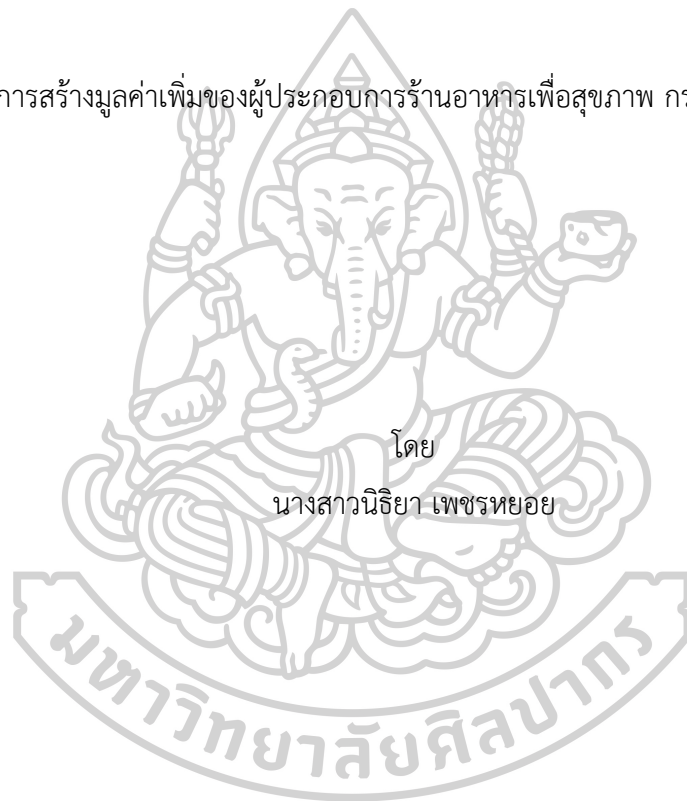 การสร้างมูลค่าเพิ่มของผู้ประกอบการร้านอาหารเพื่อสุขภาพ
โดย
นางสาวนิธิยา เพชรหยอย
มหาวิทยาลัยศิลปากร